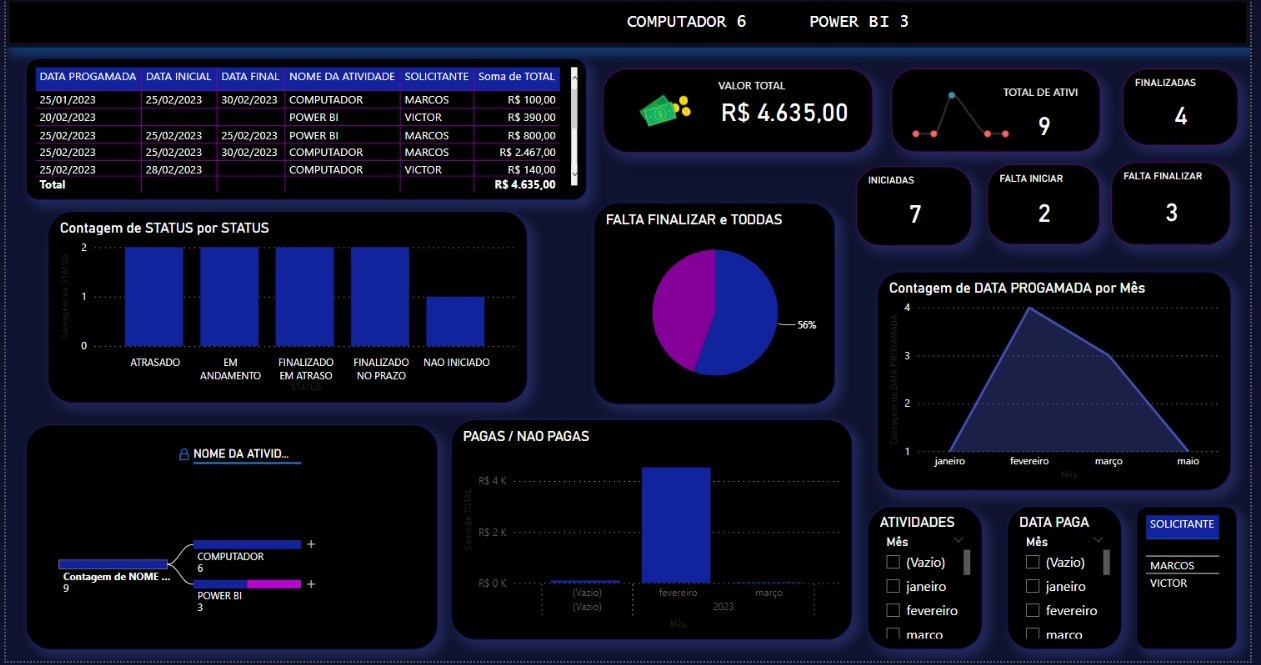 COMPUTADOR 6 POWER BI 3
DATA PROGAMADA DATA INICIAL DATA FINAL NOME DA ATIVIDADE SOLICITANTE Soma de TOTAL
25/01/2023 25/02/2023 30/02/2023 COMPUTADOR MARCOS R$ 100,00
20/02/2023 POWER BI VICTOR R$ 390,00
25/02/2023 25/02/2023 25/02/2023 POWER BI MARCOS R$ 800,00
25/02/2023 25/02/2023 30/02/2023 COMPUTADOR MARCOS R$ 2.467,00
25/02/2023 28/02/2023 COMPUTADOR VICTOR R$ 140,00
Total R$ 4.635,00
VALOR TOTAL
R$ 4.635,00
TOTAL DE ATIVI
9
FINALIZADAS
4
INICIADAS
7
FALTA INICIAR
2
FALTA FINALIZAR
3
Contagem de STATUS por STATUS
Contagem de STATUS
2
1
0
ATRASADO
EM
ANDAMENTO
FINALIZADO
EM ATRASO
FINALIZADO
NO PRAZO
NAO INICIADO
STATUS
FALTA FINALIZAR e TODDAS
56%
Contagem de DATA PROGAMADA por Mês
Contagem de DATA PROGAMADA
4
3
2
1
janeiro fevereiro março maio
Mês
NOME DA ATIVID...
Contagem de NOME ...
9
COMPUTADOR
6
POWER BI
3
PAGAS / NAO PAGAS
Soma de TOTAL
R$ 4 K
R$ 2 K
R$ 0 K
(Vazio) fevereiro março
(Vazio) 2023
Mês
ATIVIDADES
Mês
(Vazio)
janeiro
fevereiro
março
DATA PAGA
Mês
(Vazio)
janeiro
fevereiro
março
SOLICITANTE
MARCOS
VICTOR